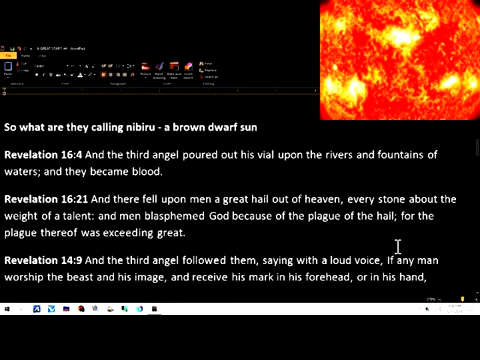 A GREAT START
So what are they calling nibiru - a brown dwarf sun
Revelation 16:4 And the third angel poured out his vial upon the rivers and fountains of
waters; and they became blood.
Revelation 16:21 And there fell upon men a great hail out of heaven, every stone about the
weight of a talent: and men blasphemed God because of the plague of the hail; for the
plague thereof was exceeding great.
Revelation 14:9 And the third angel followed them, saying with a loud voice, If any man
worship the beast and his image, and receive his mark in his forehead, or in his hand,